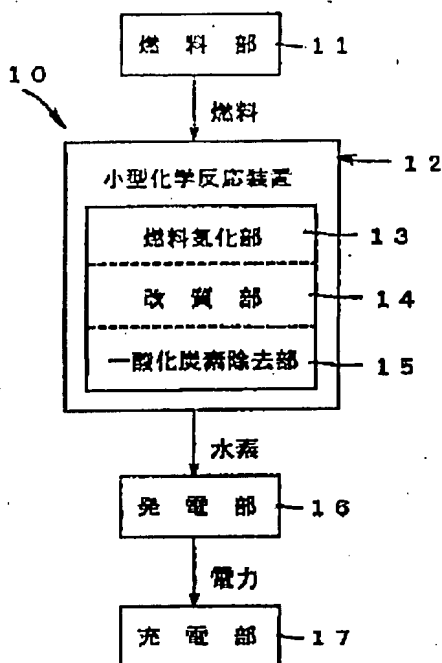 燃料部 11
10
燃料
12
小型化学反応装置
燃料気化部 13
改質部 14
一酸化炭素除去部 15
水素
発電部 16
電力
充電部 17